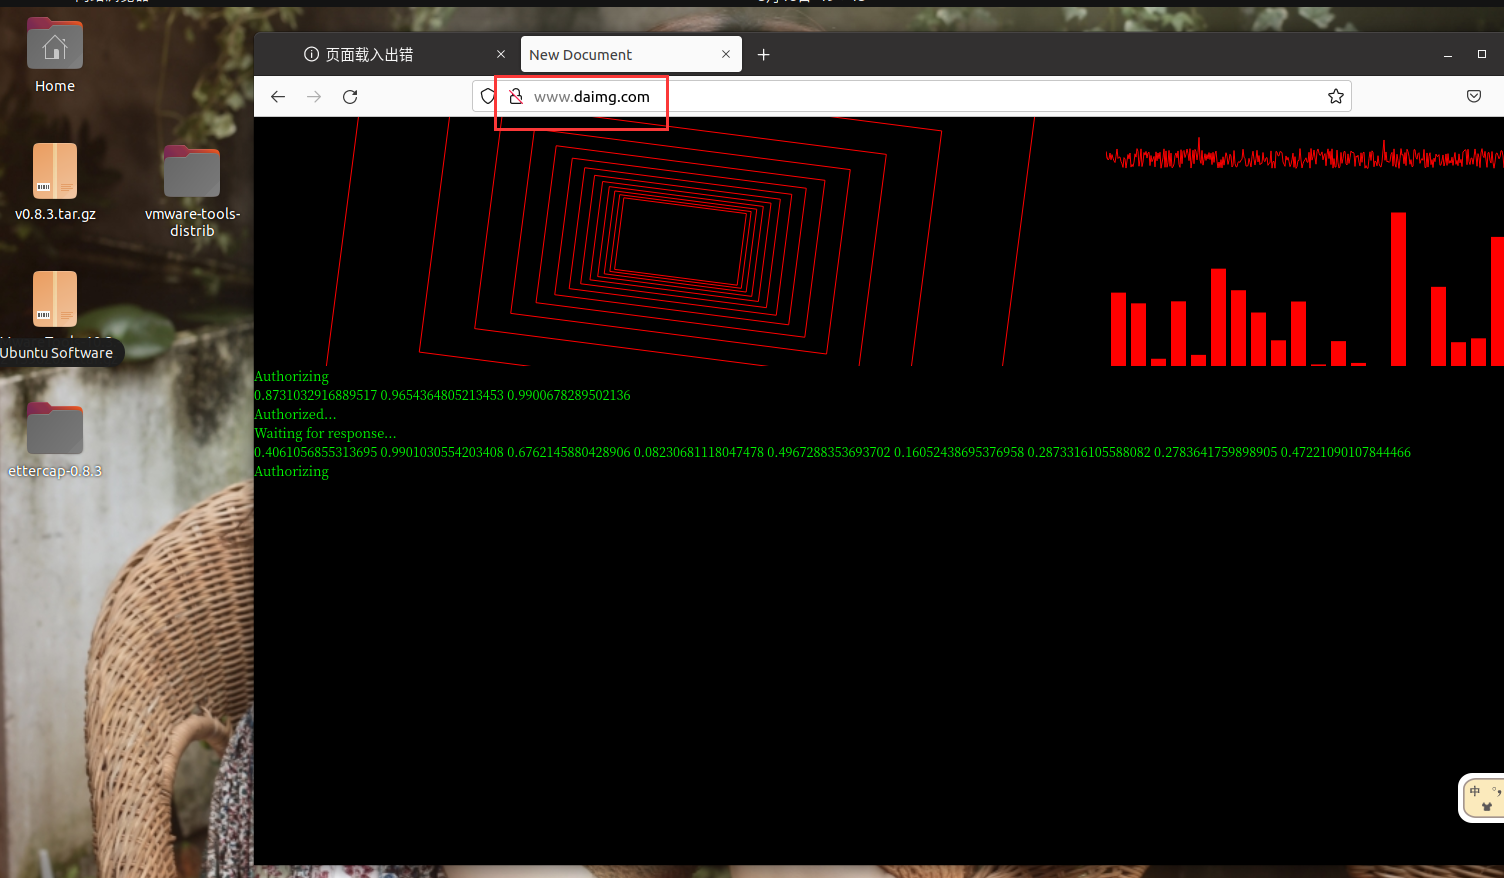 Home
v0.8.3.tar.gz
vmware-tools-
distrib
Ubuntu Software
ettercap-0.8.3
页面载入出错
New Document
www.daimg.com
Authorizing
0.8731032916889517 0.9654364805213453 0.9900678289502136
Authorized...
Waiting for response...
0.4061056855313695 0.9901030554203408 0.6762145880428906 0.08230681118047478 0.4967288353693702 0.16052438695376958 0.2873316105588082 0.2783641759898905 0.47221090107844466
Authorizing
中